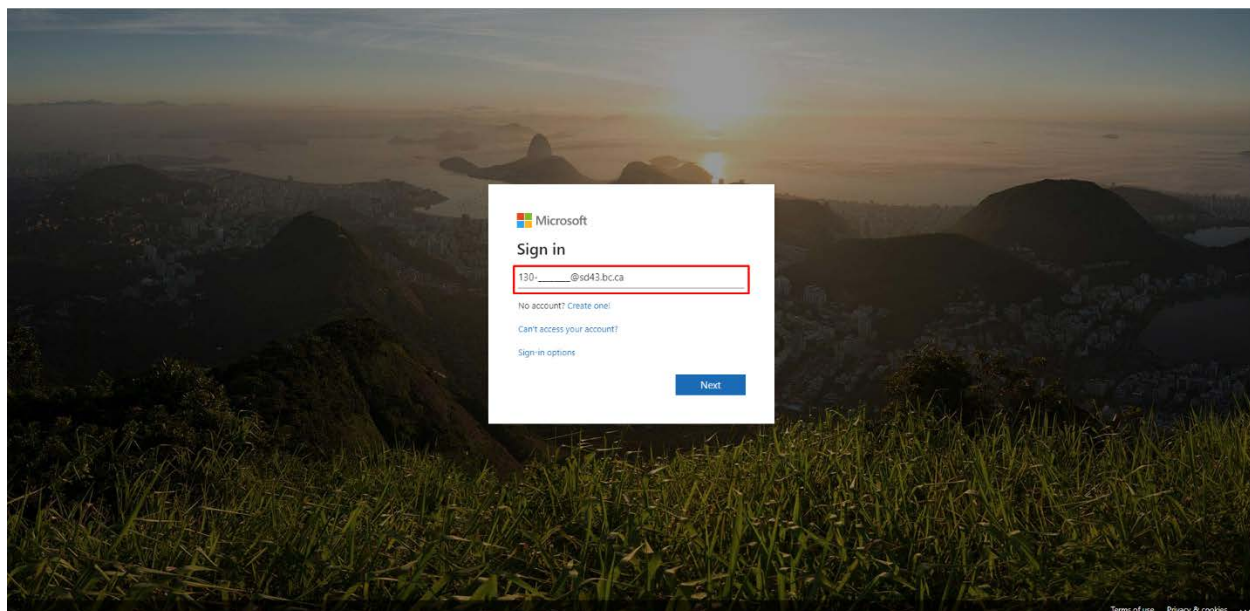 Microsoft
Sign in
130-______@sd43.bc.ca
No account? Create one!
Can't access your account?
Sign-in options
Next
Terms of use Privacy & cookies